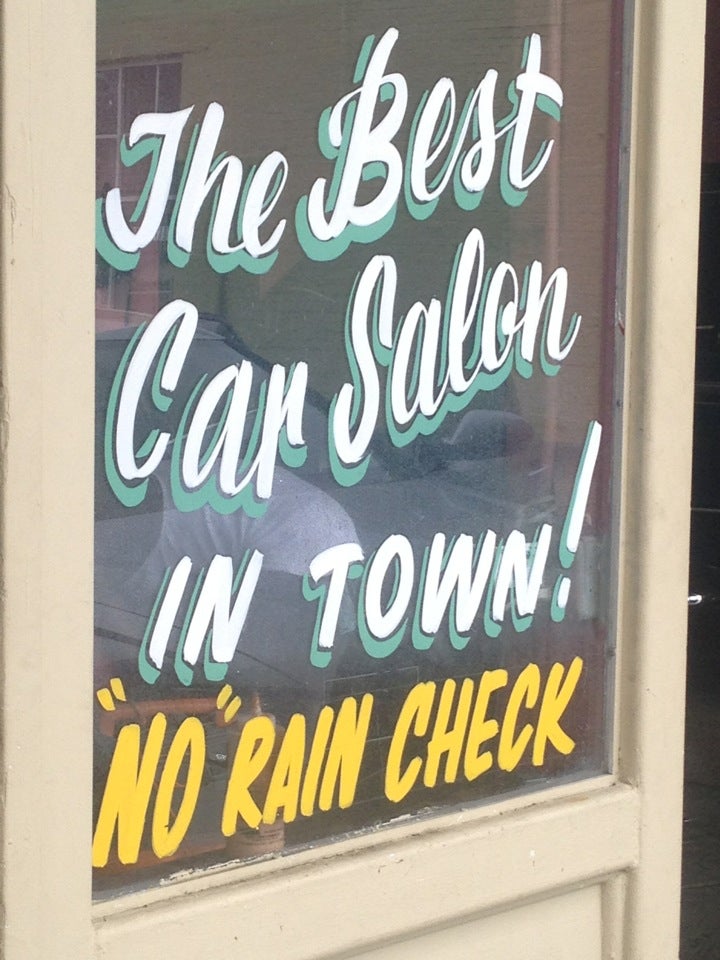 The Best
Car Salon
IN TOWN!
"NO" RAIN CHECK